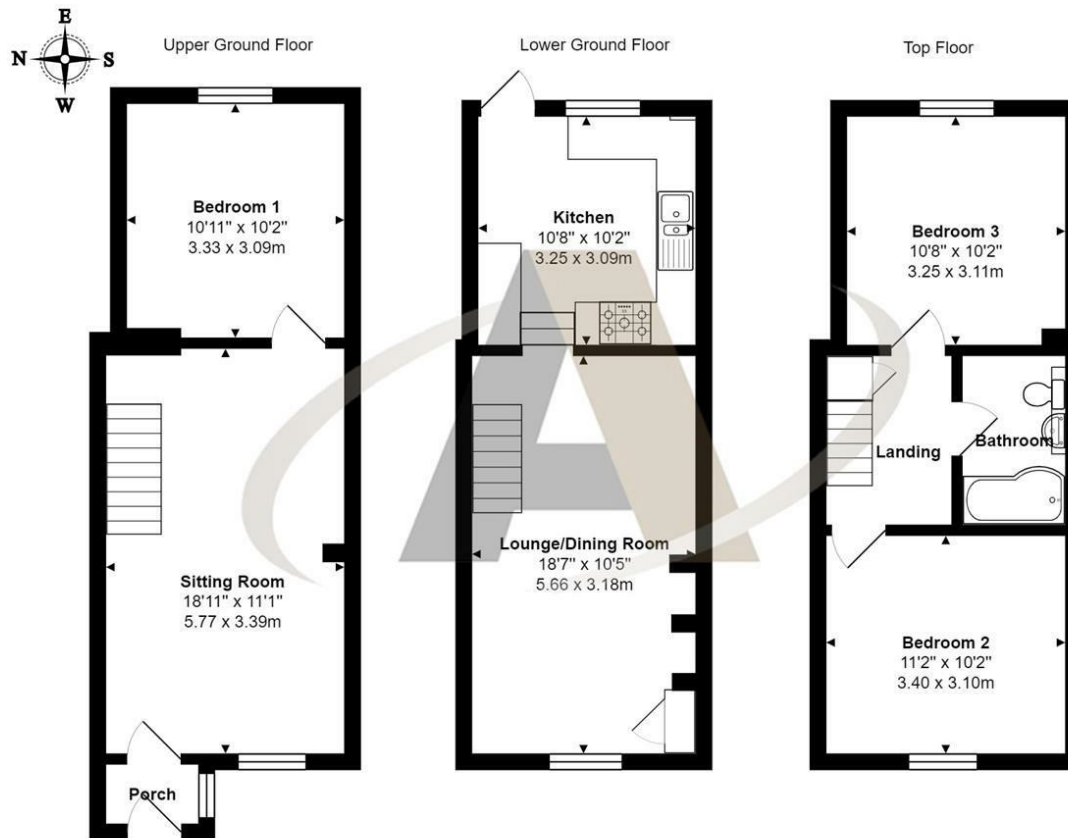 E
N
S
W
Upper Ground Floor
Bedroom 1
10'11" x 10'2"
3.33 x 3.09m
Sitting Room
18'11" x 11'1"
5.77 x 3.39m
Porch
Lower Ground Floor
Kitchen
10'8" x 10'2"
3.25 x 3.09m
Lounge/Dining Room
18'7" x 10'5"
5.66 x 3.18m
Top Floor
Bedroom 3
10'8" x 10'2"
3.25 x 3.11m
Landing
Bathroom
Bedroom 2
11'2" x 10'2"
3.40 x 3.10m
A